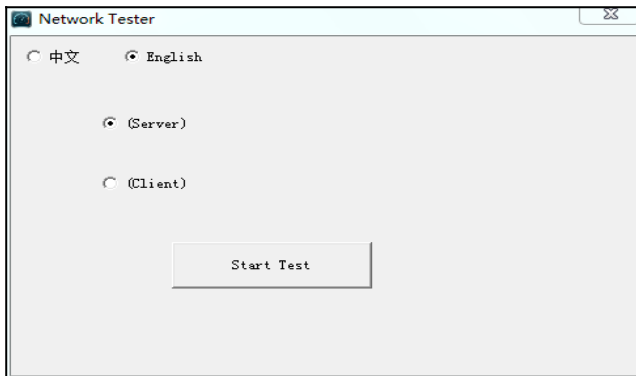 Network Tester
中文 English
(Server)
(Client)
Start Test